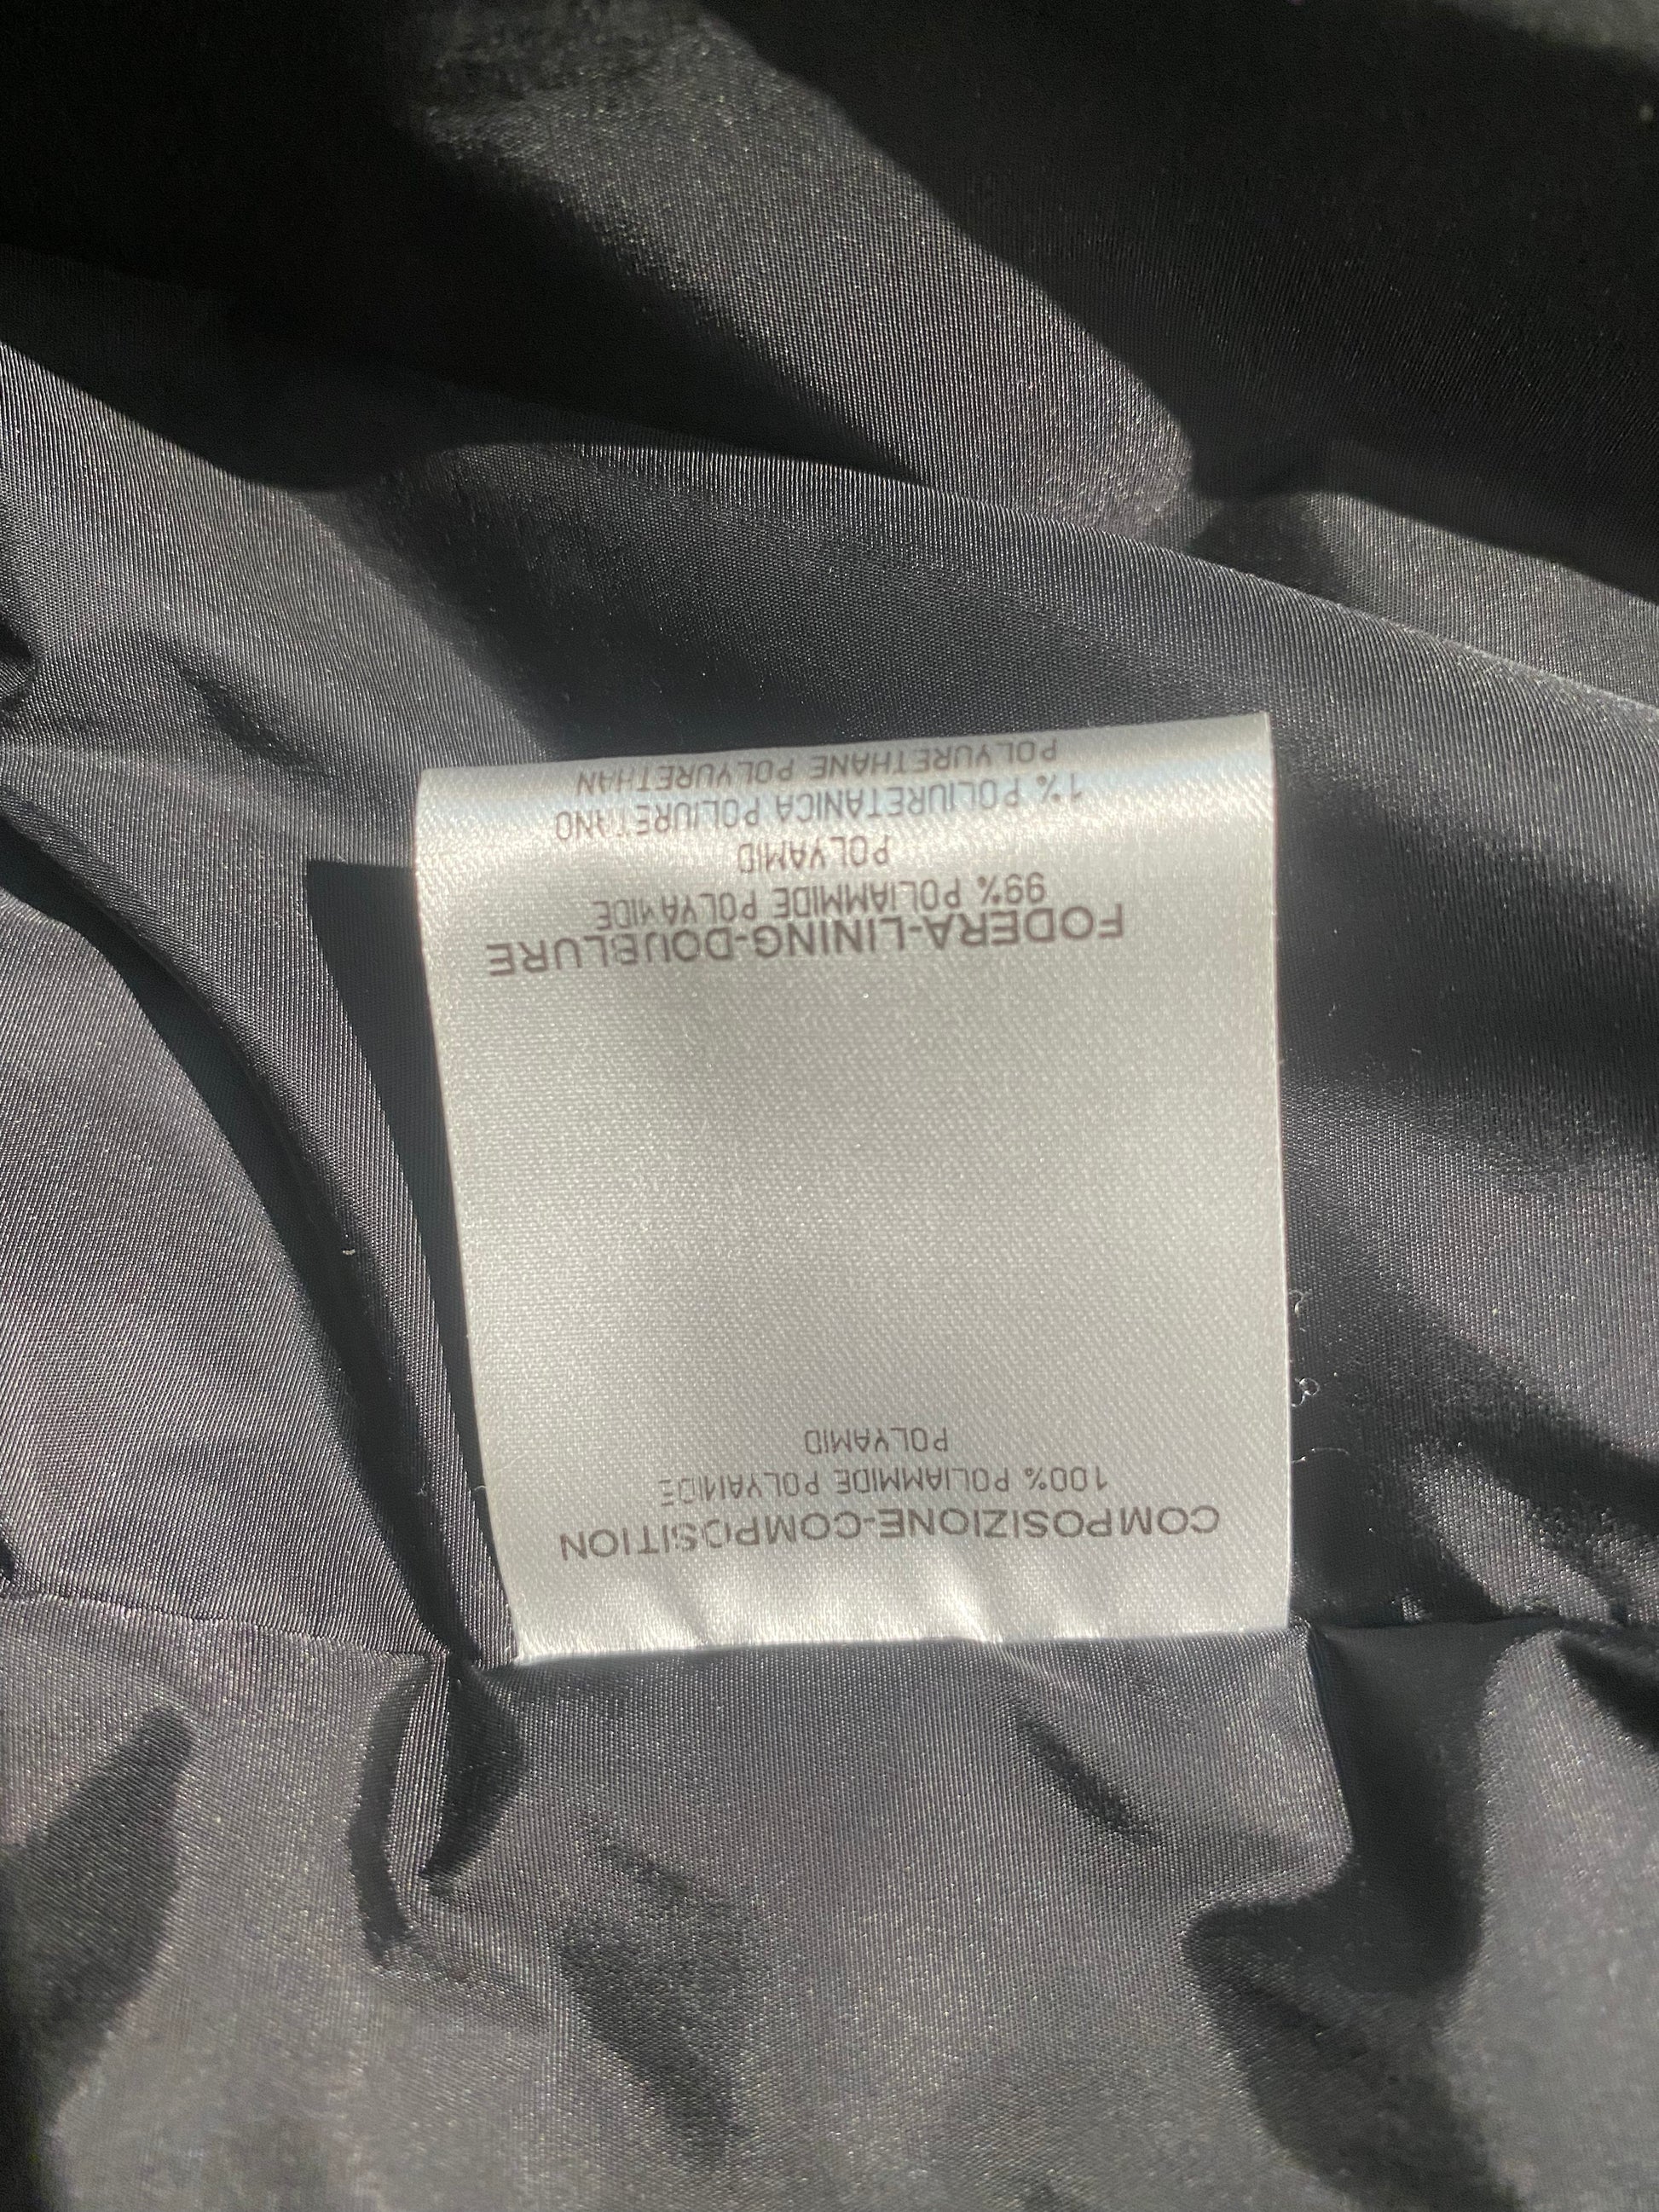 COMPOSIZIONE-COMPOSITION
100% POLIAMMIDE POLYAMIDE
POLYAMID
FODERA-LINING-DOUBLURE
99% POLIAMMIDE POLYAMIDE
POLYAMID
1% POLIURETANICA POLIURETANO
POLYURETHANE POLYURETHAN